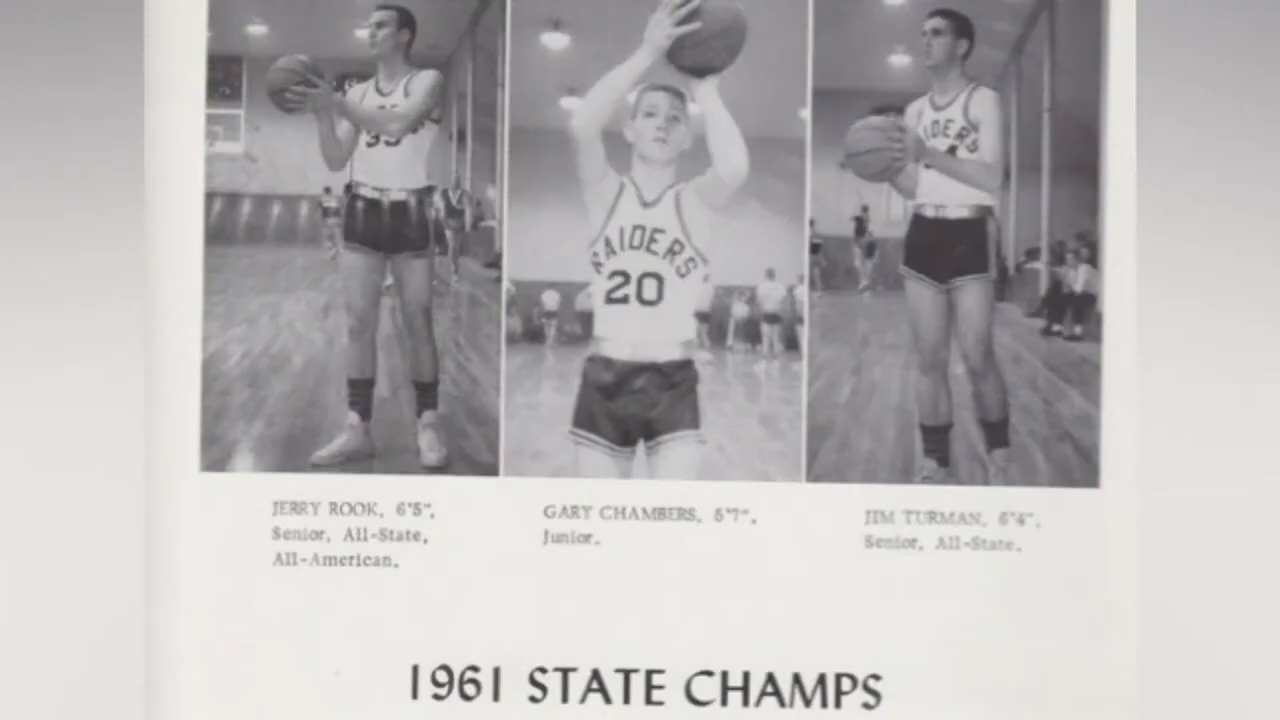 RAIDERS
20
JERRY ROOK, 6'5",
Senior, All-State,
All-American.
GARY CHAMBERS, 5'7",
Junior.
JIM TURMAN, 6'4",
Senior, All-State.
1961 STATE CHAMPS